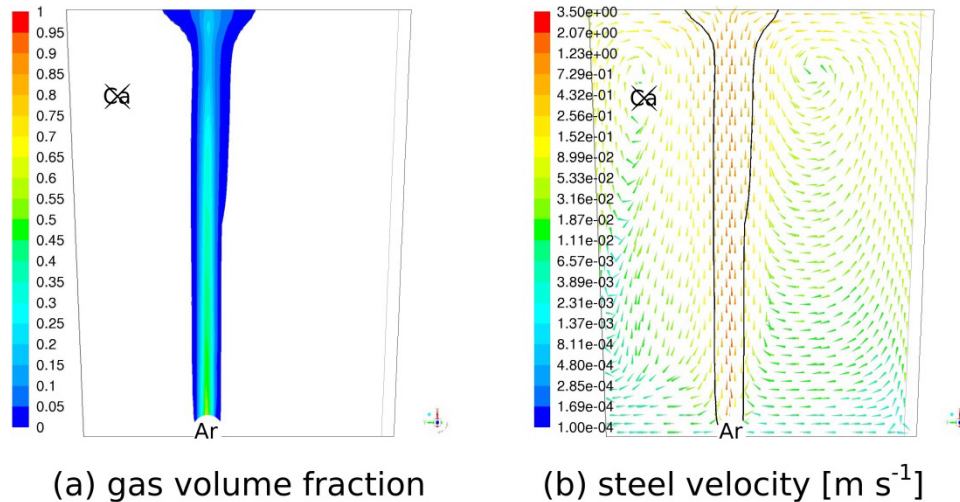 1
0.95
0.9
0.85
0.8
0.75
0.7
0.65
0.6
0.55
0.5
0.45
0.4
0.35
0.3
0.25
0.2
0.15
0.1
0.05
0
Ca
Ar
(a) gas volume fraction
3.50e+00
2.07e+00
1.23e+00
7.29e-01
4.32e-01
2.56e-01
1.52e-01
8.99e-02
5.33e-02
3.16e-02
1.87e-02
1.11e-02
6.57e-03
3.89e-03
2.31e-03
1.37e-03
8.11e-04
4.80e-04
2.85e-04
1.69e-04
1.00e-04
Ca
Ar
(b) steel velocity [m s⁻¹]